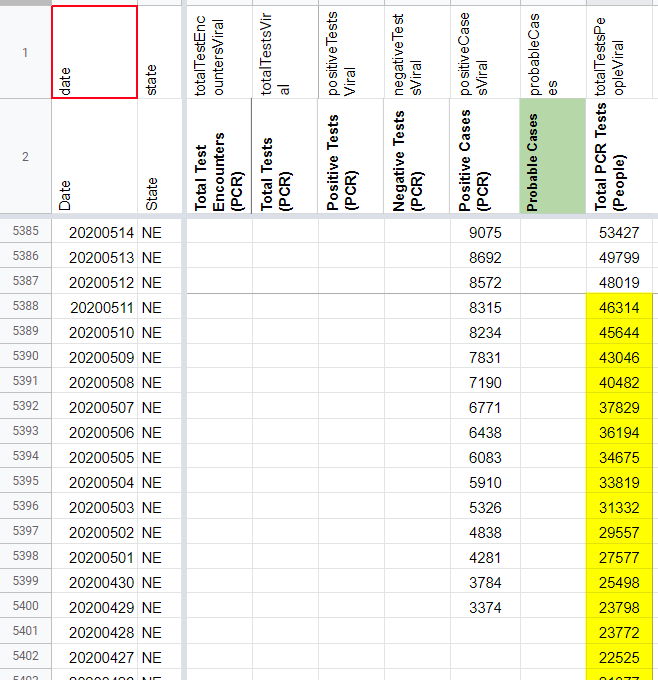 1 date state totalTestEncountersViral totalTestsViral positiveTestsViral negativeTestsViral positiveCasesViral probableCases totalTestsPeopleViral
2 Date State Total Test Encounters (PCR) Total Tests (PCR) Positive Tests (PCR) Negative Tests (PCR) Positive Cases (PCR) Probable Cases Total PCR Tests (People)
5385 20200514 NE 9075 53427
5386 20200513 NE 8692 49799
5387 20200512 NE 8572 48019
5388 20200511 NE 8315 46314
5389 20200510 NE 8234 45644
5390 20200509 NE 7831 43046
5391 20200508 NE 7190 40482
5392 20200507 NE 6771 37829
5393 20200506 NE 6438 36194
5394 20200505 NE 6083 34675
5395 20200504 NE 5910 33819
5396 20200503 NE 5326 31332
5397 20200502 NE 4838 29557
5398 20200501 NE 4281 27577
5399 20200430 NE 3784 25498
5400 20200429 NE 3374 23798
5401 20200428 NE 23772
5402 20200427 NE 22525